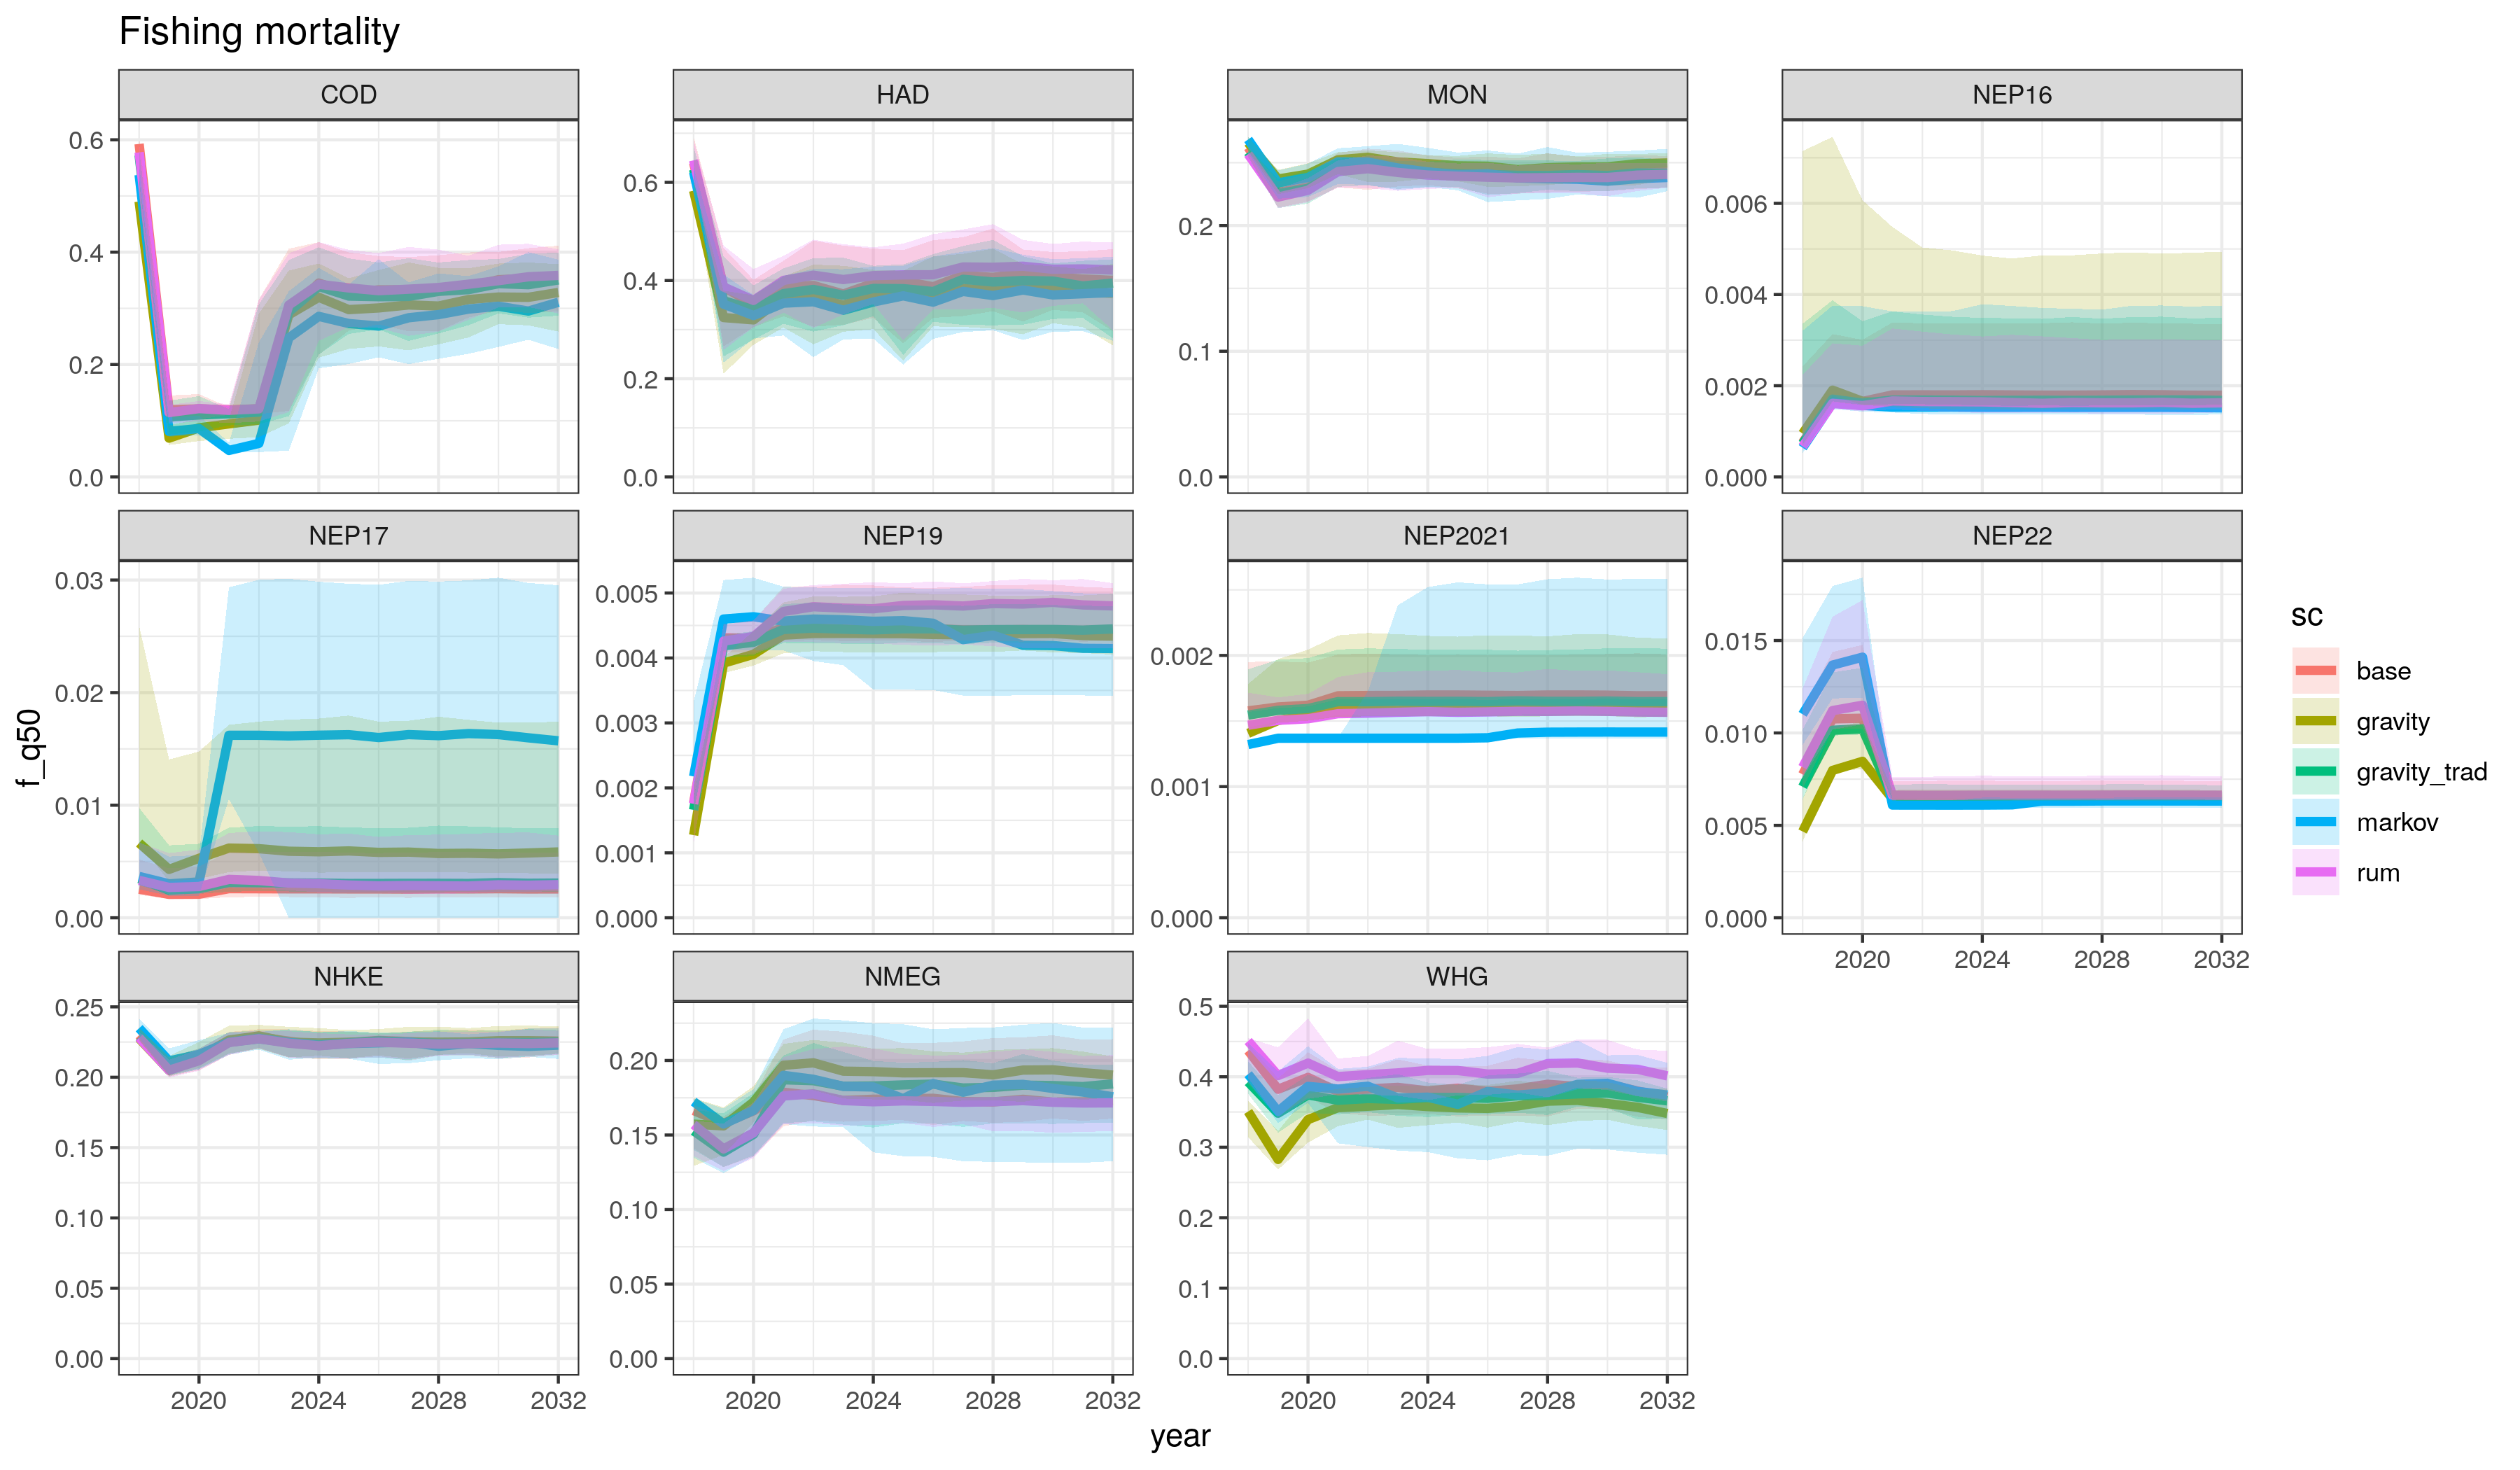 Fishing mortality
COD
HAD
MON
NEP16
0.6
0.4
0.2
0.0
0.6
0.4
0.2
0.0
0.2
0.1
0.0
0.006
0.004
0.002
0.000
NEP17
NEP19
NEP2021
NEP22
0.03
0.02
0.01
0.00
0.005
0.004
0.003
0.002
0.001
0.000
0.002
0.001
0.000
0.015
0.010
0.005
0.000
2020 2024 2028 2032
NHKE
NMEG
WHG
0.25
0.20
0.15
0.10
0.05
0.00
0.20
0.15
0.10
0.05
0.00
0.5
0.4
0.3
0.2
0.1
0.0
2020 2024 2028 2032
2020 2024 2028 2032
2020 2024 2028 2032
year
f_q50
sc
base
gravity
gravity_trad
markov
rum